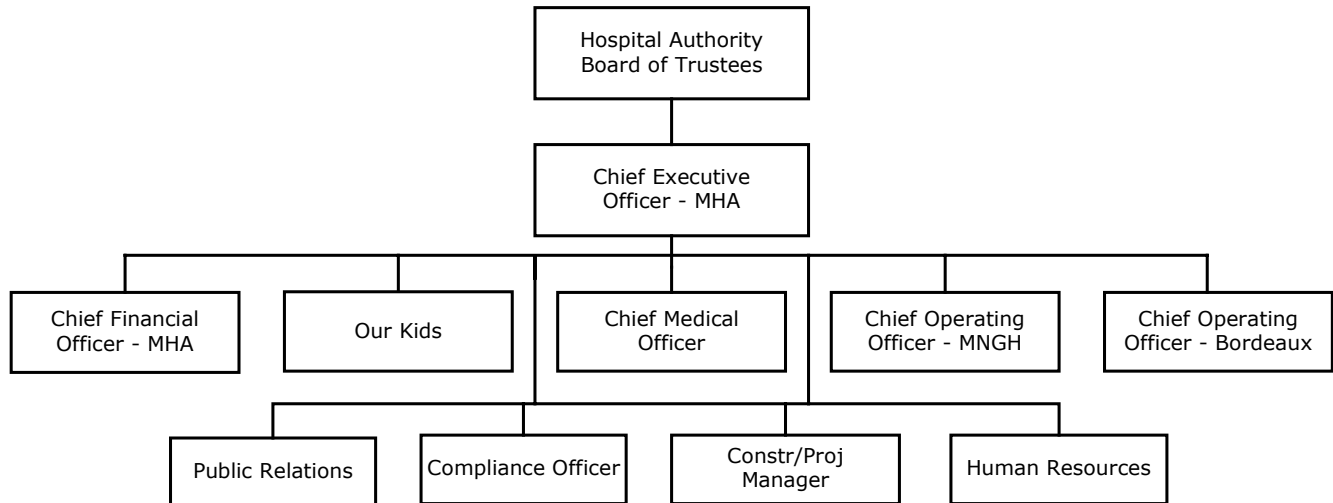 Hospital Authority
Board of Trustees
Chief Executive
Officer - MHA
Chief Financial
Officer - MHA
Our Kids
Chief Medical
Officer
Chief Operating
Officer - MNGH
Chief Operating
Officer - Bordeaux
Public Relations
Compliance Officer
Constr/Proj
Manager
Human Resources